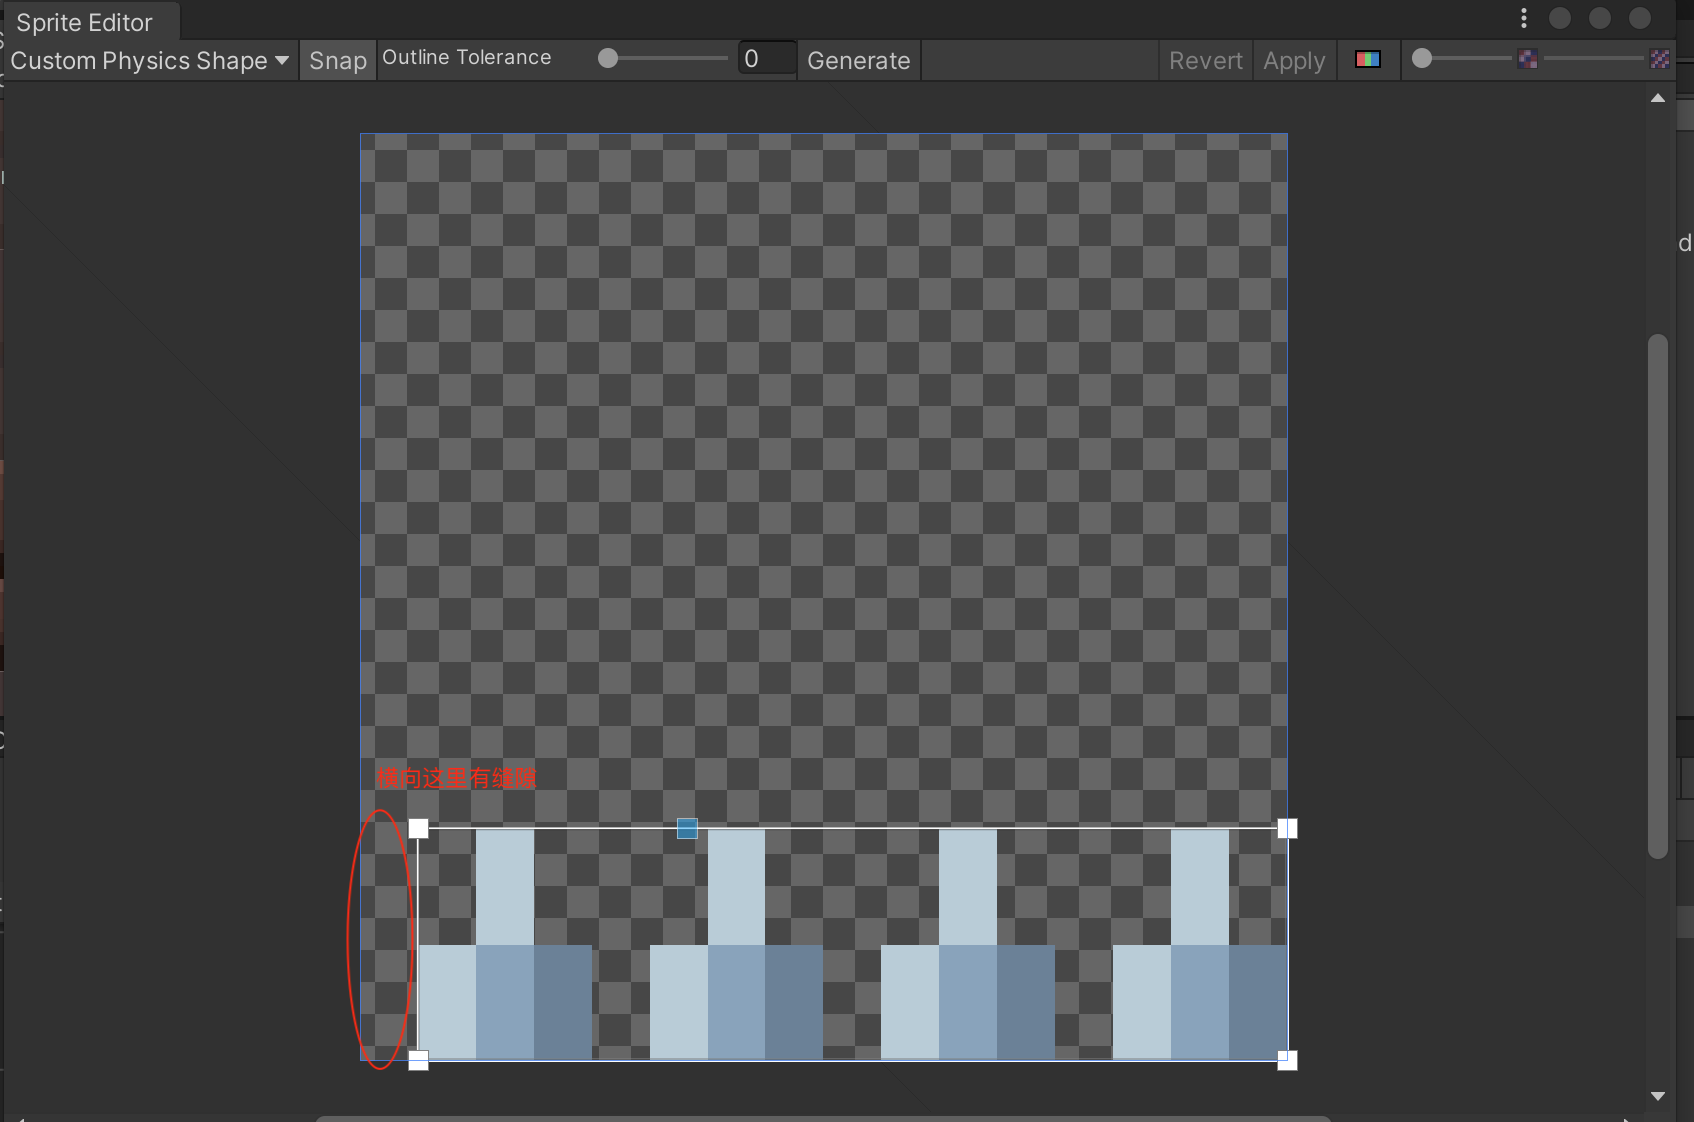 Sprite Editor
Custom Physics Shape
Snap
Outline Tolerance
0
Generate
Revert
Apply
d
横向这里有缝隙